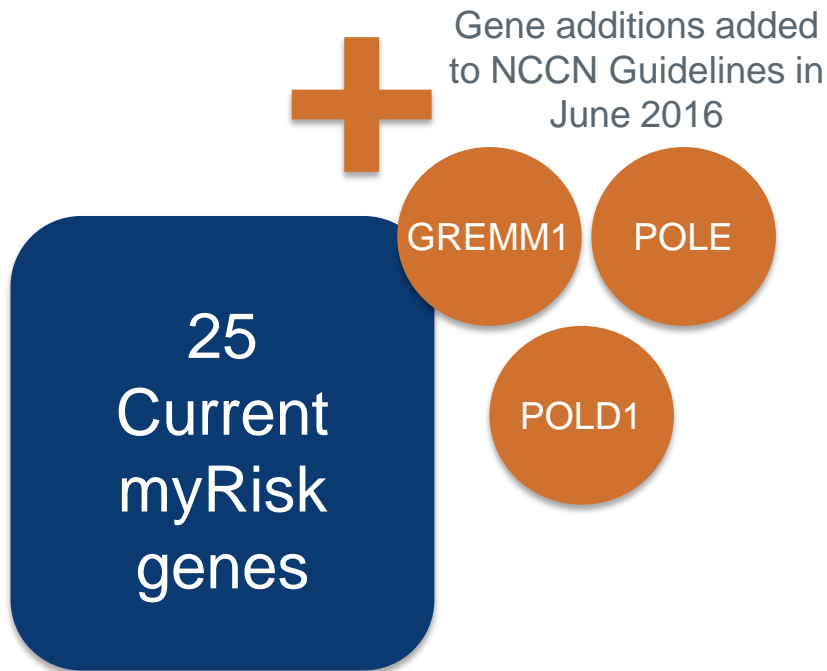 Gene additions added
to NCCN Guidelines in
June 2016
GREMM1
POLE
POLD1
25
Current
myRisk
genes